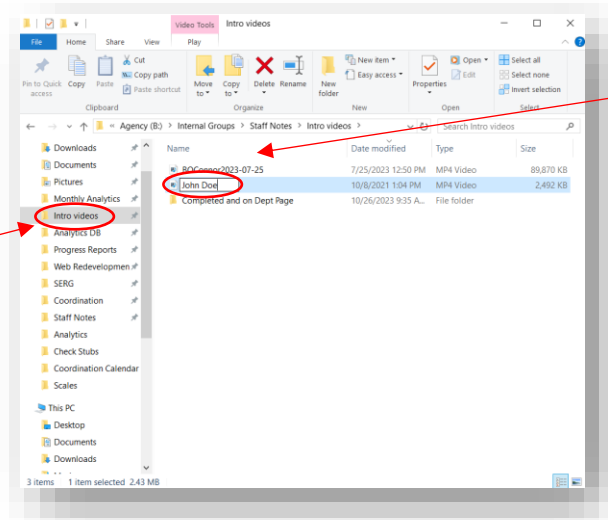 Video Tools Intro videos
File Home Share View Play
Pin to Quick access Copy Paste Cut Copy path Paste shortcut
Move to Copy to Delete Rename New folder New item Easy access Properties Open Edit Select all Select none Invert selection
Clipboard Organize New Open Select
« Agency (B:) > Internal Groups > Staff Notes > Intro videos > Search Intro videos
Name Date modified Type Size
BOConnor2023-07-25 7/25/2023 12:50 PM MP4 Video 89,870 KB
John Doe 10/8/2021 1:04 PM MP4 Video 2,492 KB
Completed and on Dept Page 10/26/2023 9:35 A... File folder
Downloads
Documents
Pictures
Monthly Analytics
Intro videos
Analytics DB
Progress Reports
Web Redevelopmen
SERG
Coordination
Staff Notes
Analytics
Check Stubs
Coordination Calendar
Scales
This PC
Desktop
Documents
Downloads
3 items 1 item selected 2.43 MB